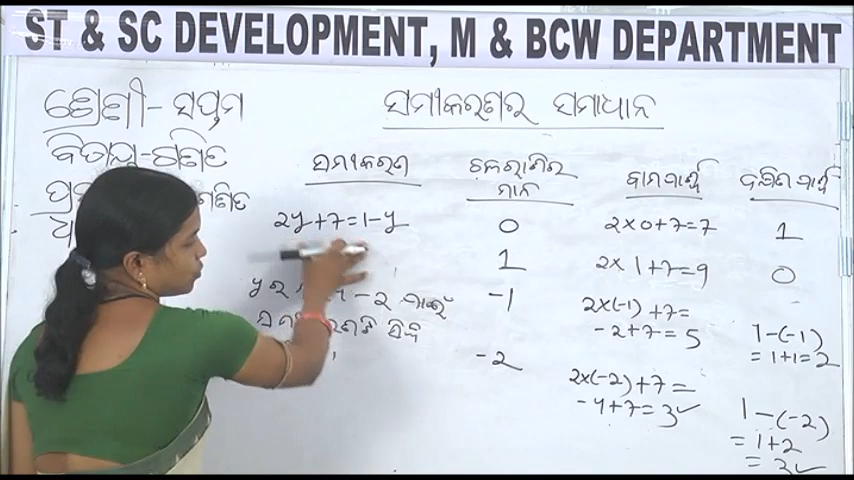 ST & SC DEVELOPMENT, M & BCW DEPARTMENT
ଶ୍ରେଣୀ - ସପ୍ତମ
ସମୀକରଣର ସମାଧାନ
ଗଣିତ
ସମୀକରଣ
ଚଳରାଶିର ମାନ
ବାମପାର୍ଶ୍ୱ
ଦକ୍ଷିଣ ପାର୍ଶ୍ୱ
2y+7=1-y
0
2×0+7=7
1
1
2×1+7=9
0
-1
2×(-1)+7=
-2+7=5
1-(-1)
=1+1=2
-2
2×(-2)+7=
-4+7=3✓
1-(-2)
=1+2
=3✓
y ର
-2 ପାଇଁ